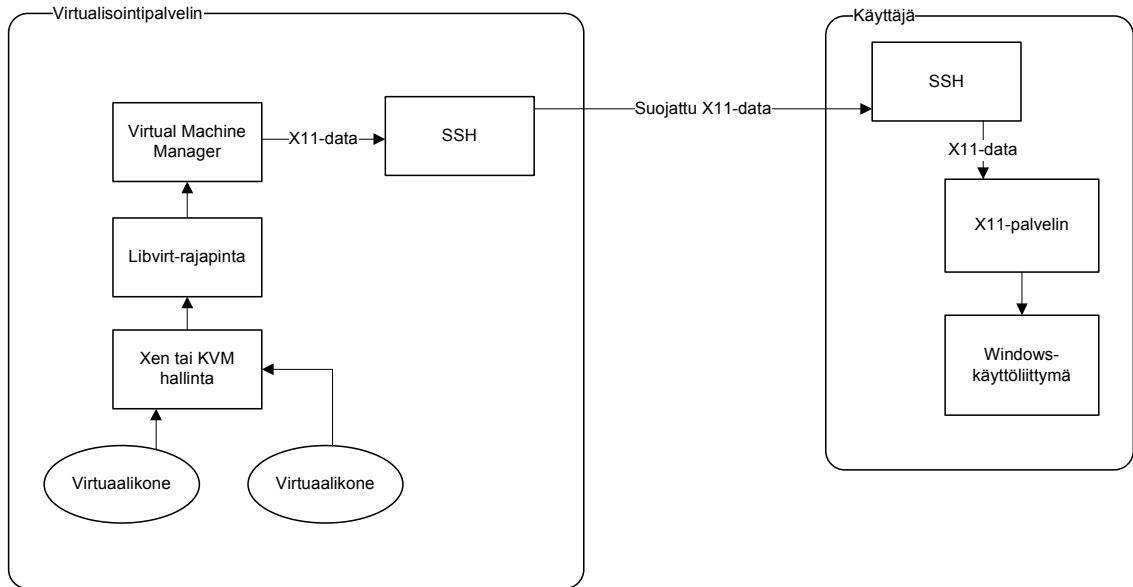 Virtualisointipalvelin
Käyttäjä
SSH
Virtual Machine
Manager
X11-data
SSH
Suojattu X11-data
X11-data
X11-palvelin
Libvirt-rajapinta
Xen tai KVM
hallinta
Windows-
käyttöliittymä
Virtuaalikone
Virtuaalikone